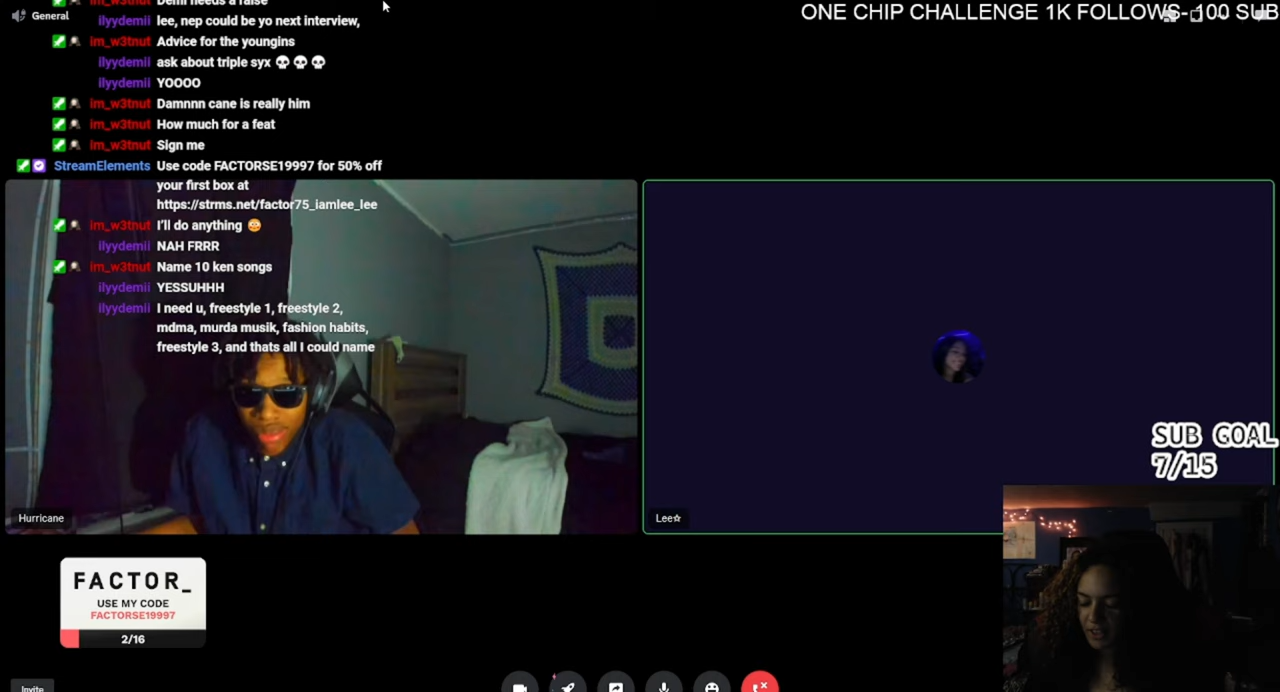 General
ONE CHIP CHALLENGE 1K FOLLOWS- 100 SUB
Demi needs a raise
ilyydemii lee, nep could be yo next interview,
im_w3tnut Advice for the youngins
ilyydemii ask about triple syx 💀 💀 💀
ilyydemii YOOOO
im_w3tnut Damnnn cane is really him
im_w3tnut How much for a feat
im_w3tnut Sign me
StreamElements Use code FACTORSE19997 for 50% off
your first box at
https://strms.net/factor75_iamlee_lee
im_w3tnut I'll do anything 😳
ilyydemii NAH FRRR
im_w3tnut Name 10 ken songs
ilyydemii YESSUHHH
ilyydemii I need u, freestyle 1, freestyle 2,
mdma, murda musik, fashion habits,
freestyle 3, and thats all I could name
SUB GOAL
7/15
Hurricane
Lee☆
FACTOR_
USE MY CODE
FACTORSE19997
2/16
Invite